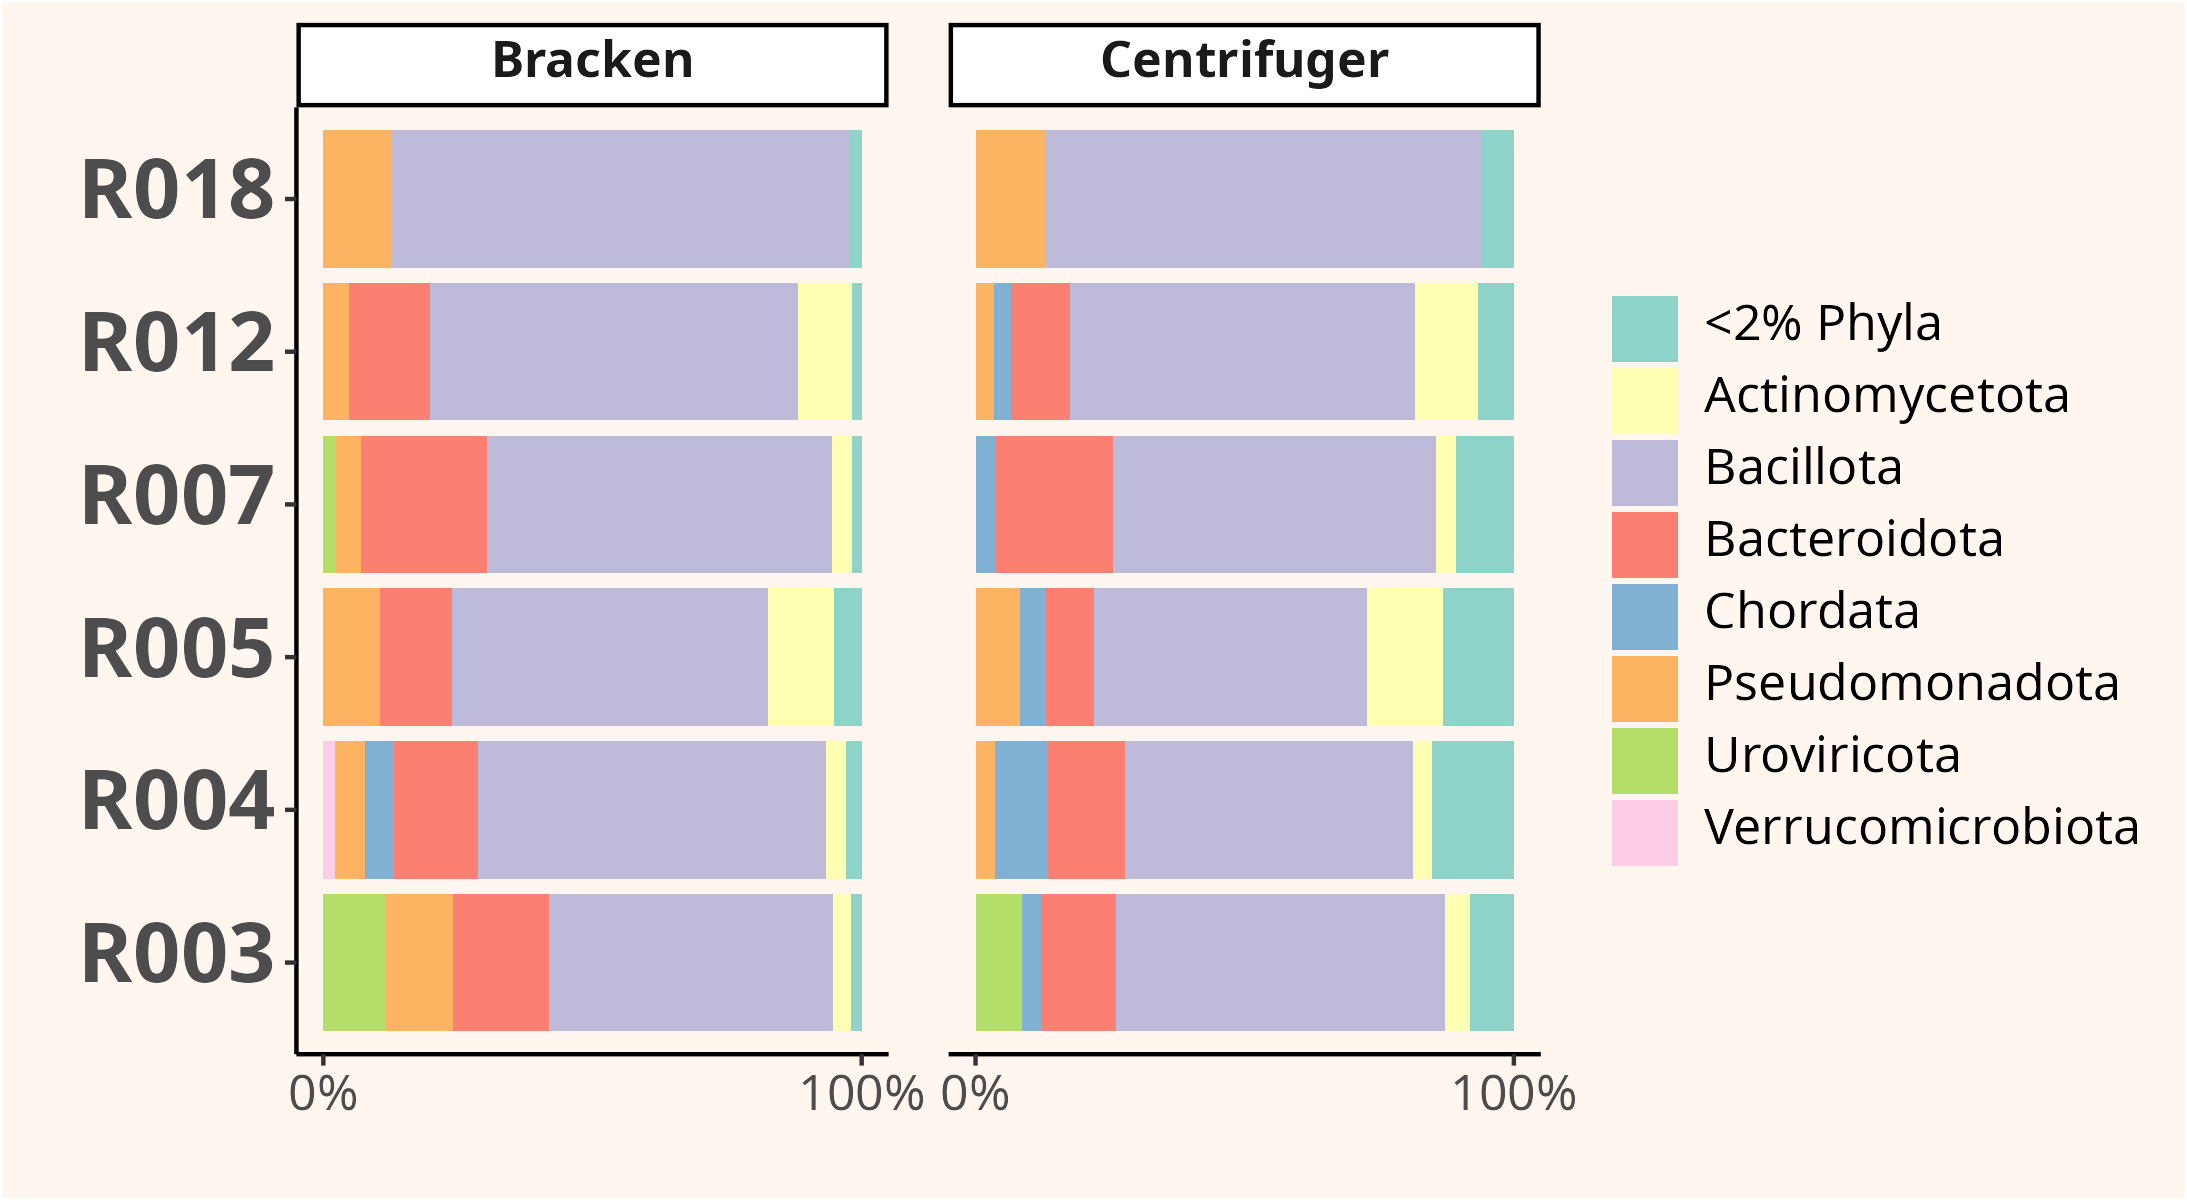 Bracken
Centrifuger
R018
R012
R007
R005
R004
R003
0%
100%
0%
100%
<2% Phyla
Actinomycetota
Bacillota
Bacteroidota
Chordata
Pseudomonadota
Uroviricota
Verrucomicrobiota